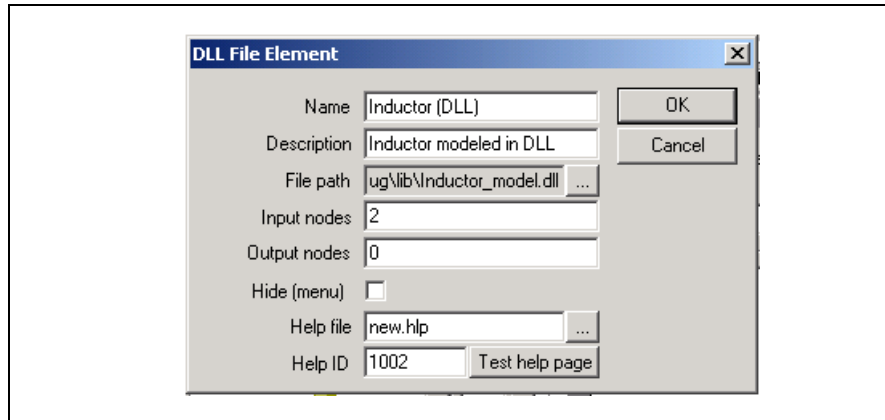 DLL File Element
Name Inductor (DLL) OK
Description Inductor modeled in DLL Cancel
File path ug\lib\Inductor_model.dll ...
Input nodes 2
Output nodes 0
Hide (menu)
Help file new.hlp ...
Help ID 1002 Test help page